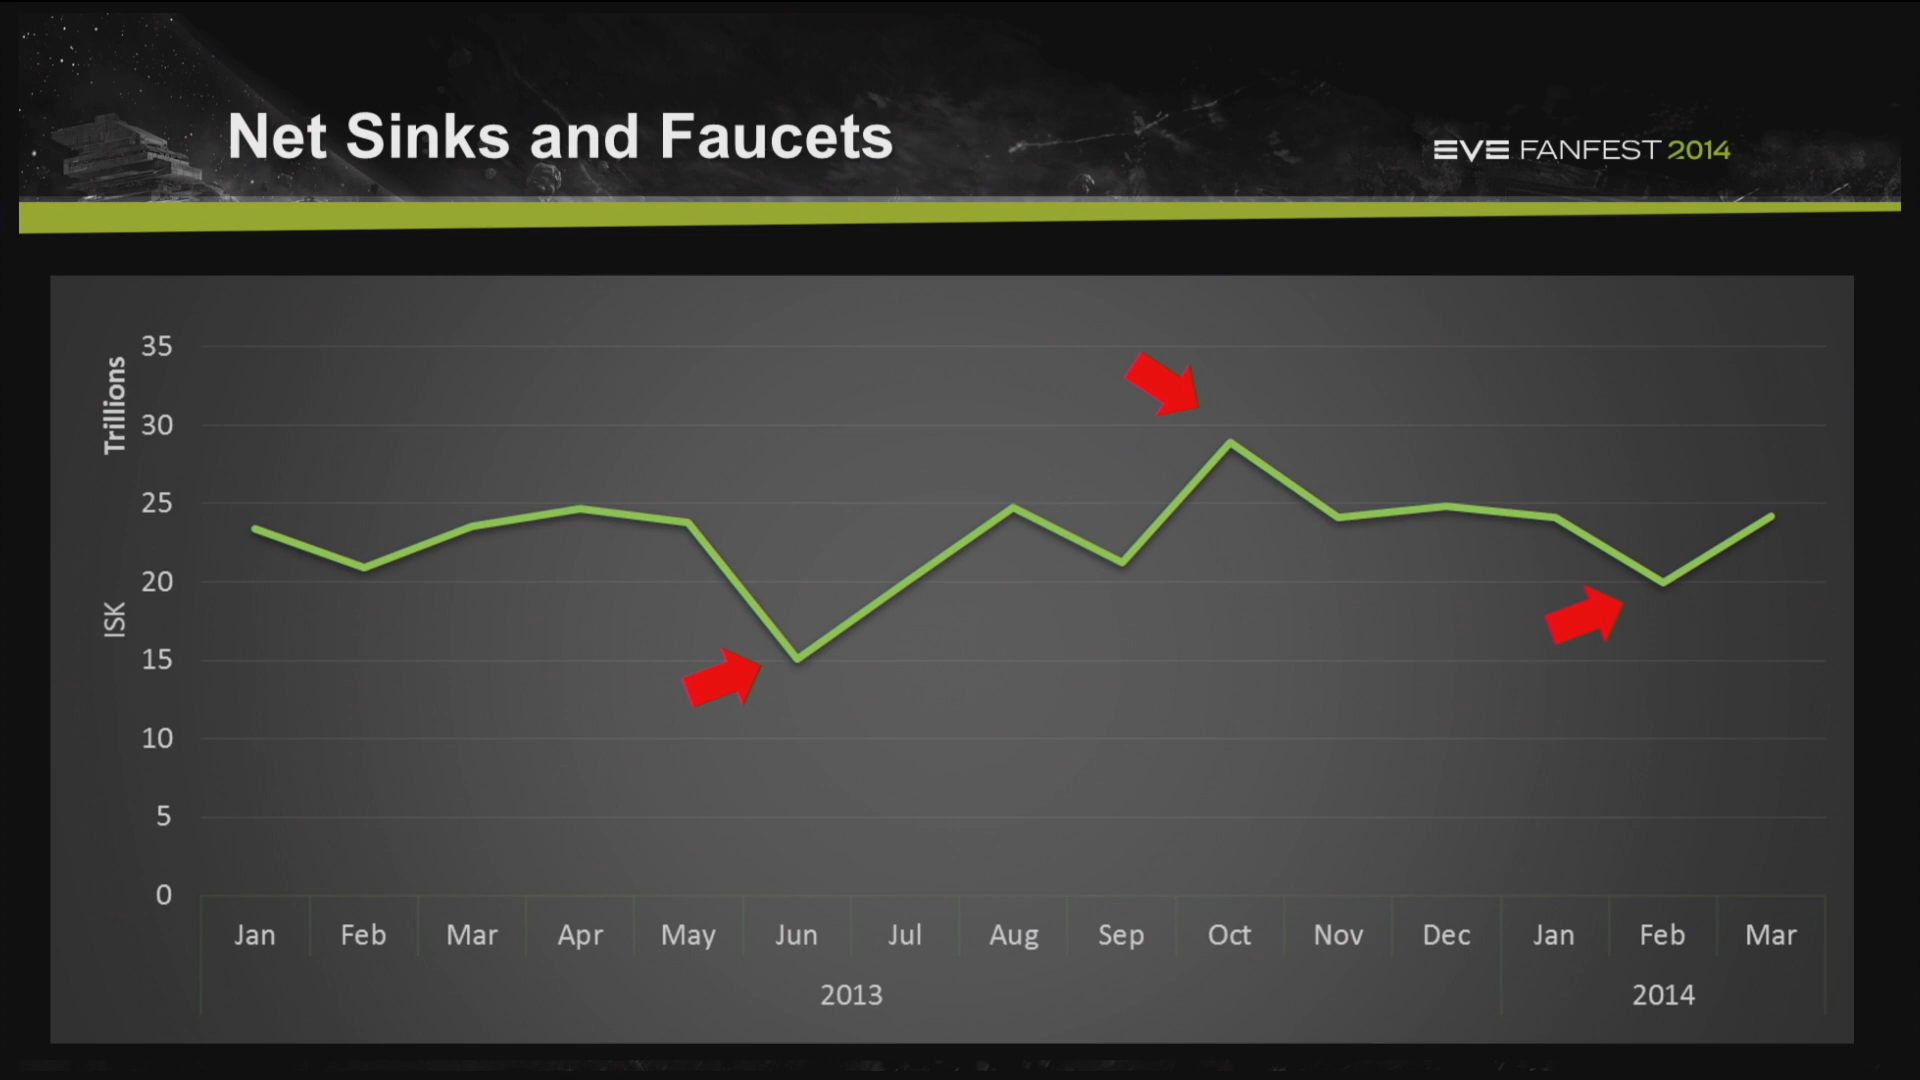 Net Sinks and Faucets
EVE FANFEST 2014
Trillions
ISK
35
30
25
20
15
10
5
0
Jan Feb Mar Apr May Jun Jul Aug Sep Oct Nov Dec Jan Feb Mar
2013 2014